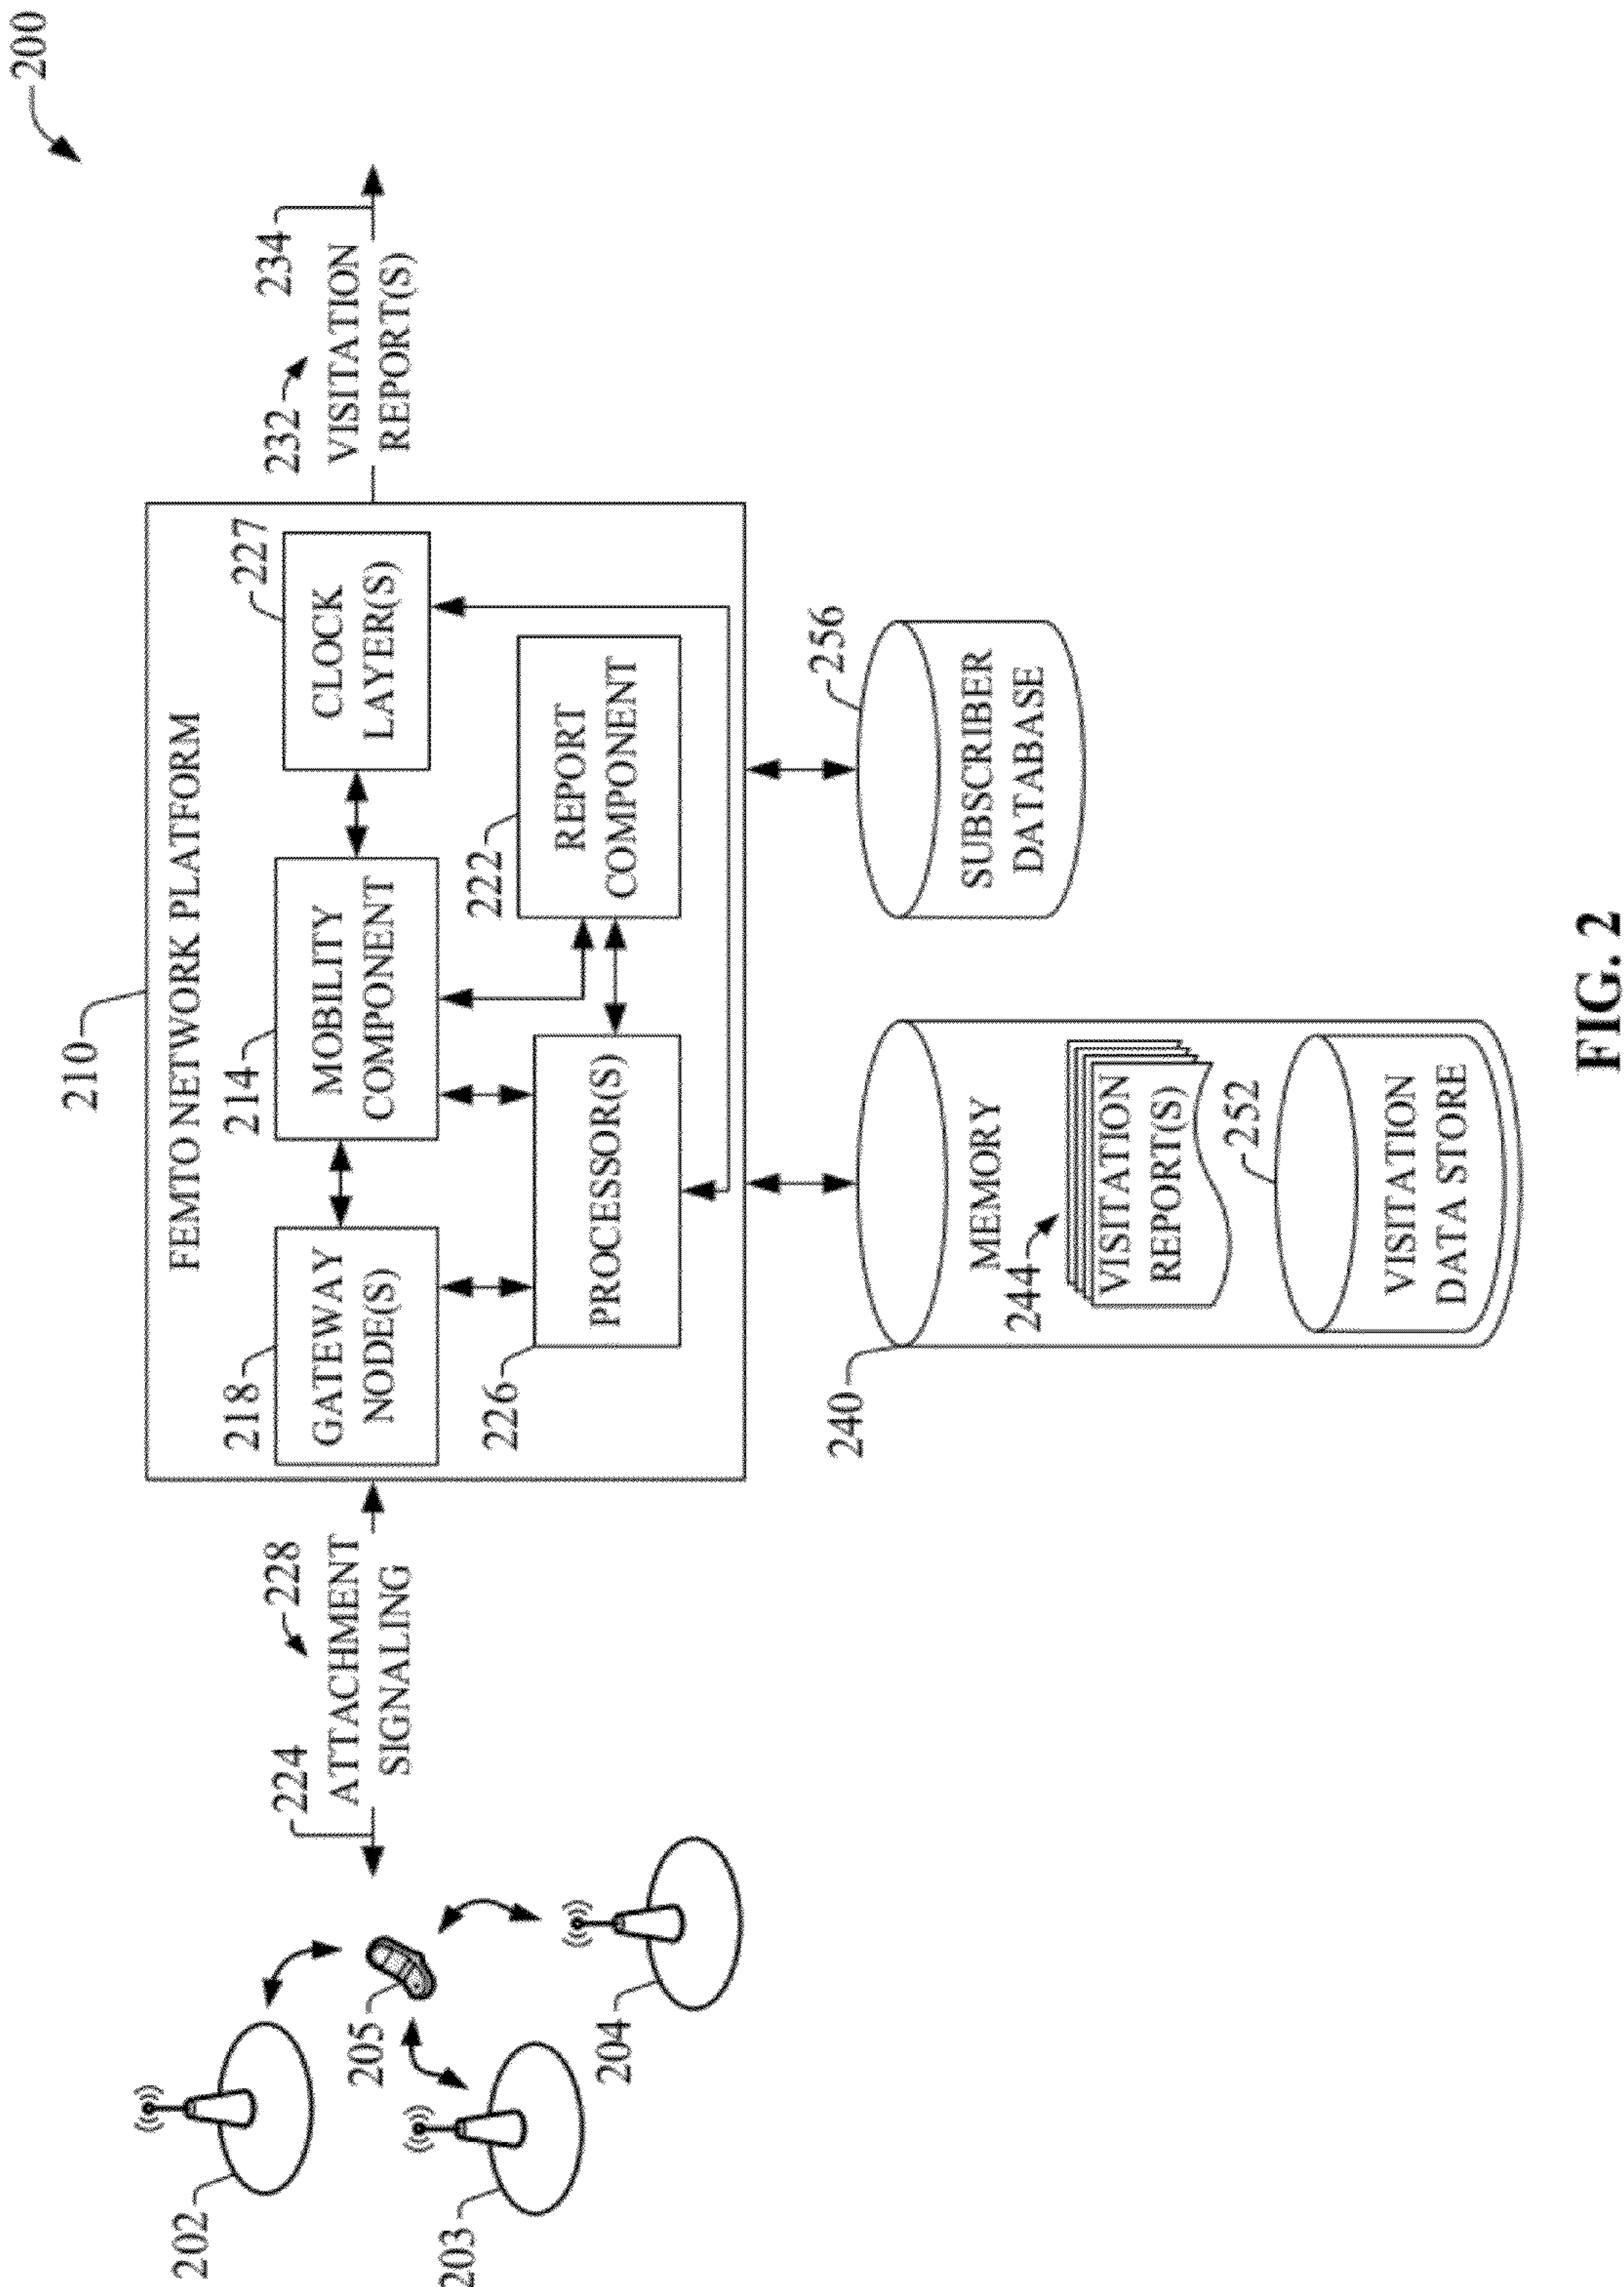 200
210
FEMTO NETWORK PLATFORM
218
GATEWAY
NODE(S)
214
MOBILITY
COMPONENT
227
CLOCK
LAYER(S)
226
PROCESSOR(S)
222
REPORT
COMPONENT
224
228
ATTACHMENT
SIGNALING
232
234
VISITATION
REPORT(S)
202
205
203
204
240
MEMORY
244
VISITATION
REPORT(S)
252
VISITATION
DATA STORE
256
SUBSCRIBER
DATABASE
FIG. 2